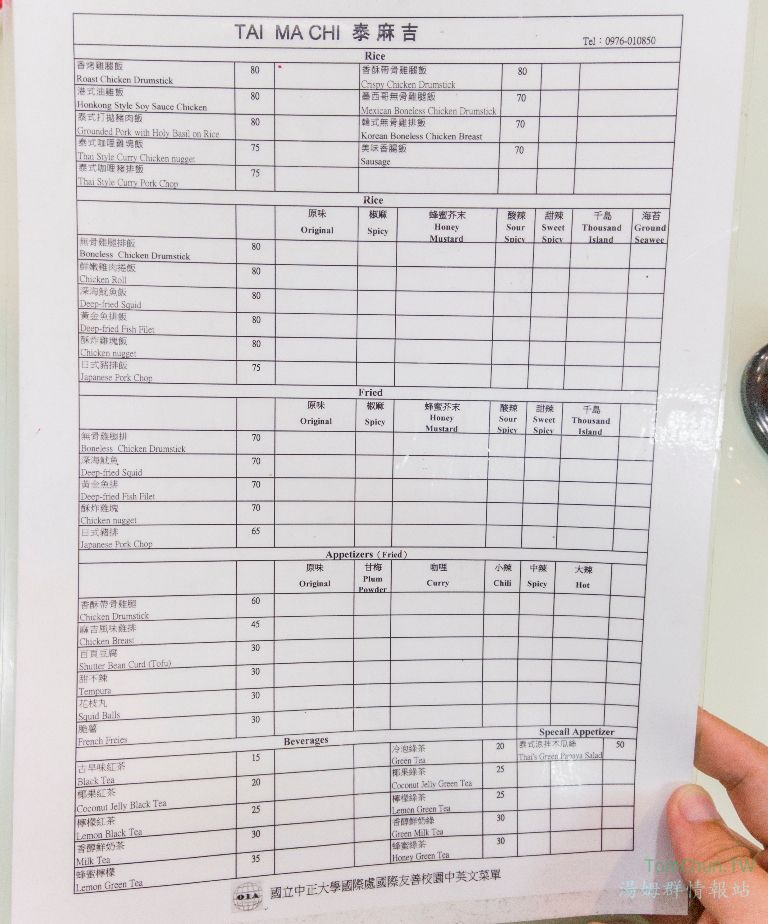 TAI MA CHI 泰麻吉
Tel：0976-010850
Rice
香烤雞腿飯 80 香酥帶骨雞腿飯 80
Roast Chicken Drumstick Crispy Chicken Drumstick
港式油雞飯 80 墨西哥無骨雞腿飯 70
Honkong Style Soy Sauce Chicken Mexican Boneless Chicken Drumstick
泰式打拋豬肉飯 80 韓式無骨雞排飯 70
Grounded Pork with Holy Basil on Rice Korean Boneless Chicken Breast
泰式咖哩雞塊飯 75 美味香腸飯 70
Thai Style Curry Chicken nugget Sausage
泰式咖哩豬排飯 75
Thai Style Curry Pork Chop
Rice
原味 椒麻 蜂蜜芥末 酸辣 甜辣 千島 海苔
Original Spicy Honey Mustard Sour Spicy Sweet Spicy Thousand Island Ground Seawee
無骨雞腿排飯 80
Boneless Chicken Drumstick
鮮嫩雞肉捲飯 80
Chicken Roll
深海魷魚飯 80
Deep-fried Squid
黃金魚排飯 80
Deep-fried Fish Filet
酥炸雞塊飯 80
Chicken nugget
日式豬排飯 75
Japanese Pork Chop
Fried
原味 椒麻 蜂蜜芥末 酸辣 甜辣 千島
Original Spicy Honey Mustard Sour Spicy Sweet Spicy Thousand Island
無骨雞腿排 70
Boneless Chicken Drumstick
深海魷魚 70
Deep-fried Squid
黃金魚排 70
Deep-fried Fish Filet
酥炸雞塊 70
Chicken nugget
日式豬排 65
Japanese Pork Chop
Appetizers（Fried）
原味 甘梅 咖哩 小辣 中辣 大辣
Original Plum Powder Curry Chili Spicy Hot
香酥帶骨雞腿 60
Chicken Drumstick
麻吉風味雞排 45
Chicken Breast
百頁豆腐 30
Shutter Bean Curd (Tofu)
甜不辣 30
Tempura
花枝丸 30
Squid Balls
脆薯 30
French Freies
Beverages
Specail Appetizer
古早味紅茶 15 冷泡綠茶 20 泰式涼拌木瓜絲 50
Black Tea Green Tea Thai's Green Papaya Salad
椰果紅茶 20 椰果綠茶 25
Coconut Jelly Black Tea Coconut Jelly Green Tea
檸檬紅茶 25 檸檬綠茶 25
Lemon Black Tea Lemon Green Tea
香醇鮮奶茶 30 香醇鮮奶綠 30
Milk Tea Green Milk Tea
蜂蜜檸檬 35 蜂蜜綠茶 30
Lemon Green Tea Honey Green Tea
OIA 國立中正大學國際處國際友善校園中英文菜單
TomChun.TW
湯姆群情報站